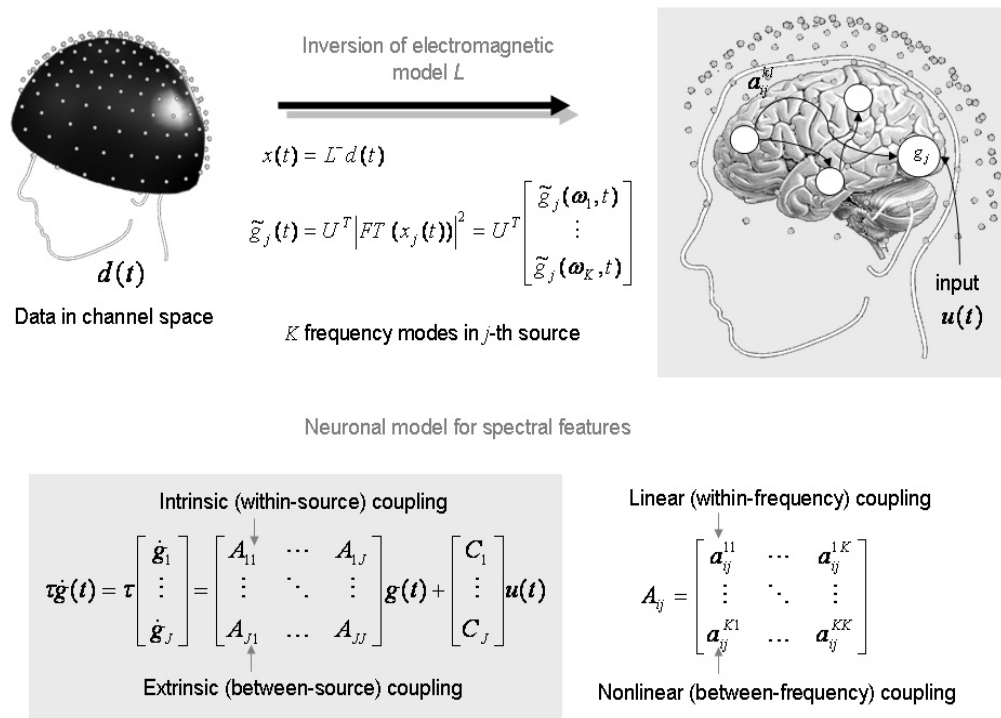 Inversion of electromagnetic
model L
x(t) = L⁻d(t)
g̃ⱼ(t) = Uᵀ|FT(xⱼ(t))|² = Uᵀ[g̃ⱼ(ω₁,t) ⋮ g̃ⱼ(ω_K,t)]
K frequency modes in j-th source
d(t)
Data in channel space
aᵢⱼᵏˡ
gⱼ
input
u(t)
Neuronal model for spectral features
Intrinsic (within-source) coupling
τġ(t) = τ[ġ₁ ⋮ ġ_J] = [A₁₁ ⋯ A₁J ⋮ ⋱ ⋮ A_J1 … A_JJ] g(t) + [C₁ ⋮ C_J] u(t)
Extrinsic (between-source) coupling
Linear (within-frequency) coupling
Aᵢⱼ = [aᵢⱼ¹¹ ⋯ aᵢⱼ¹ᴷ ⋮ ⋱ ⋮ aᵢⱼᴷ¹ … aᵢⱼᴷᴷ]
Nonlinear (between-frequency) coupling